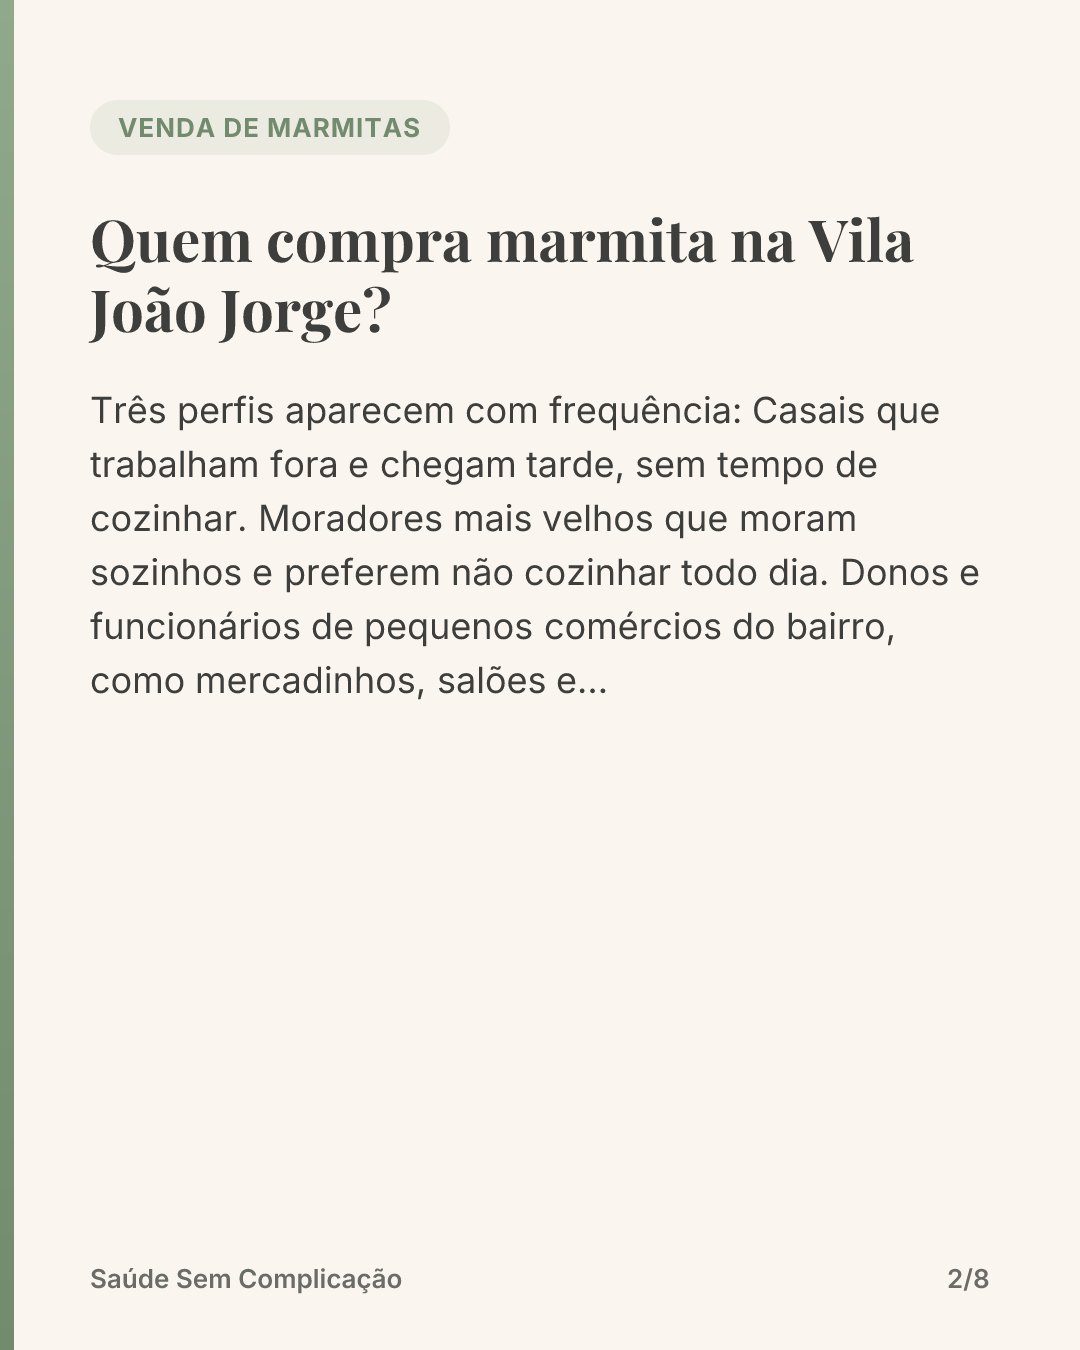 VENDA DE MARMITAS
Quem compra marmita na Vila
João Jorge?
Três perfis aparecem com frequência: Casais que
trabalham fora e chegam tarde, sem tempo de
cozinhar. Moradores mais velhos que moram
sozinhos e preferem não cozinhar todo dia. Donos e
funcionários de pequenos comércios do bairro,
como mercadinhos, salões e...
Saúde Sem Complicação
2/8